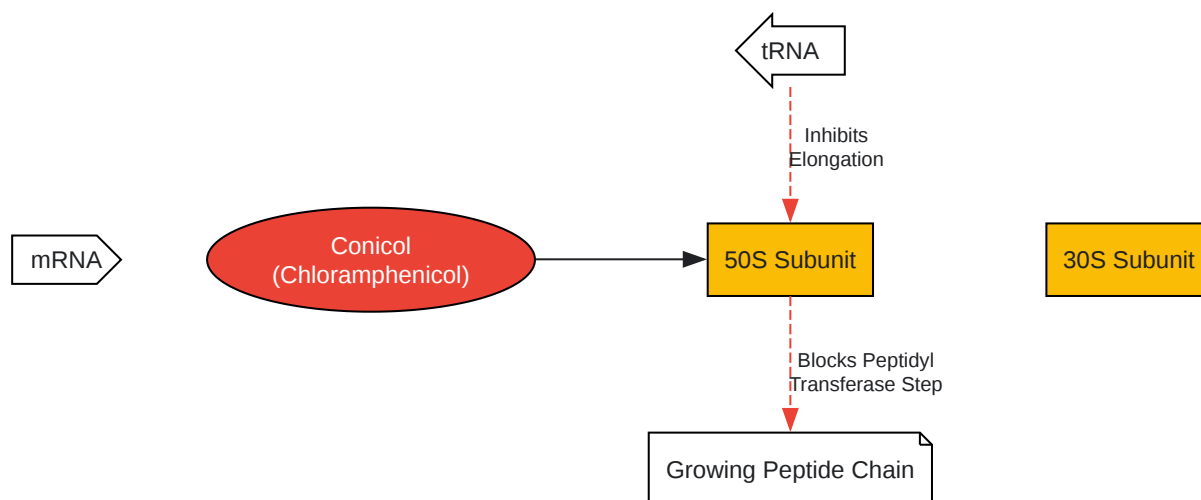 tRNA
Inhibits
Elongation
mRNA
Conicol
(Chloramphenicol)
50S Subunit
30S Subunit
Blocks Peptidyl
Transferase Step
Growing Peptide Chain